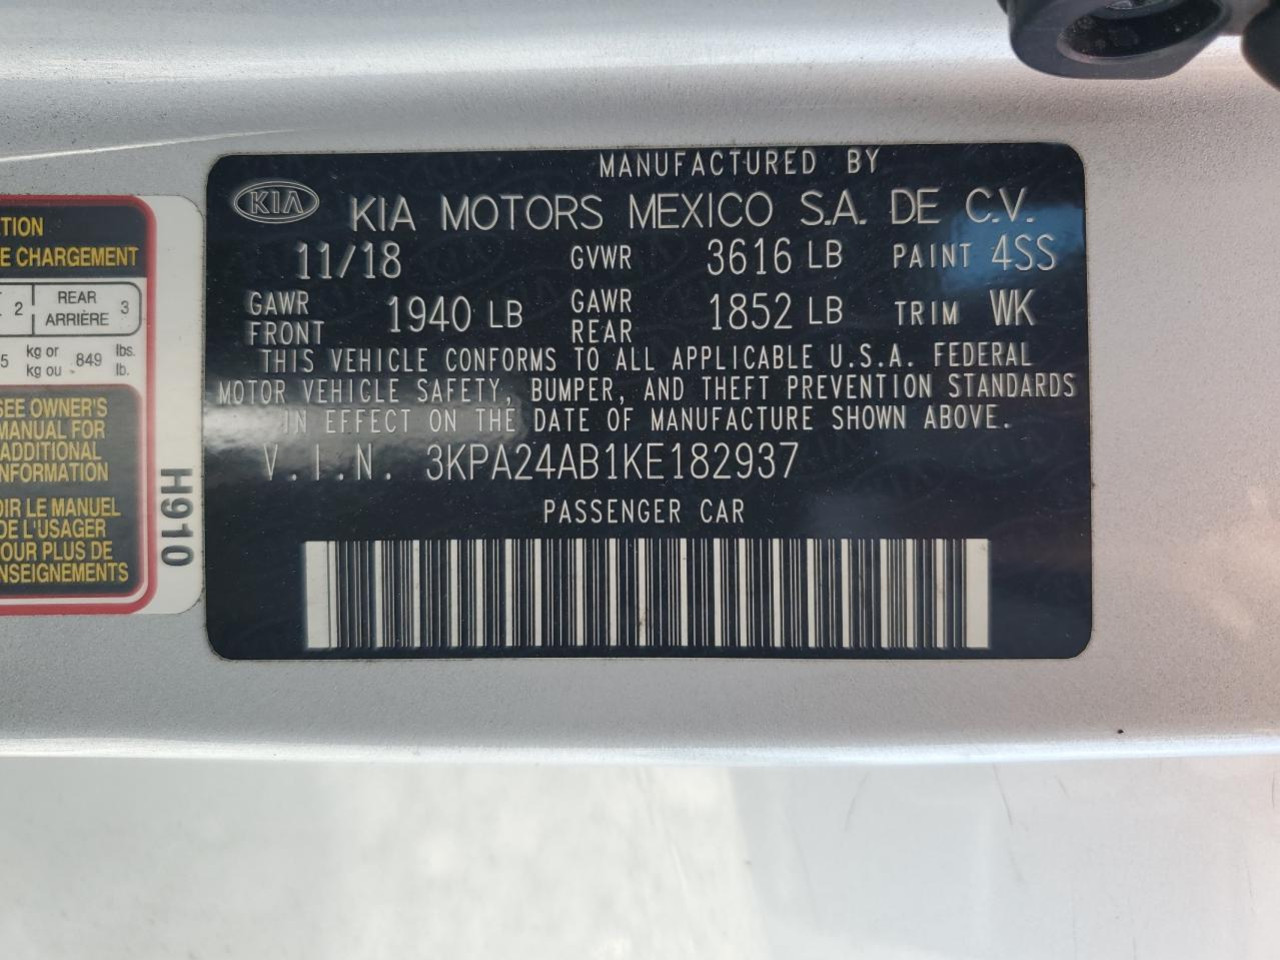 MANUFACTURED BY
KIA
KIA MOTORS MEXICO S.A. DE C.V.
11/18 GVWR 3616 LB PAINT 4SS
GAWR FRONT 1940 LB GAWR REAR 1852 LB TRIM WK
THIS VEHICLE CONFORMS TO ALL APPLICABLE U.S.A. FEDERAL
MOTOR VEHICLE SAFETY, BUMPER, AND THEFT PREVENTION STANDARDS
IN EFFECT ON THE DATE OF MANUFACTURE SHOWN ABOVE.
V.I.N. 3KPA24AB1KE182937
PASSENGER CAR
CHARGEMENT
2 REAR 3
ARRIÈRE
5 kg or 849 lbs.
kg ou lb.
SEE OWNER'S
MANUAL FOR
ADDITIONAL
INFORMATION
LE MANUEL
DE L'USAGER
POUR PLUS DE
H910